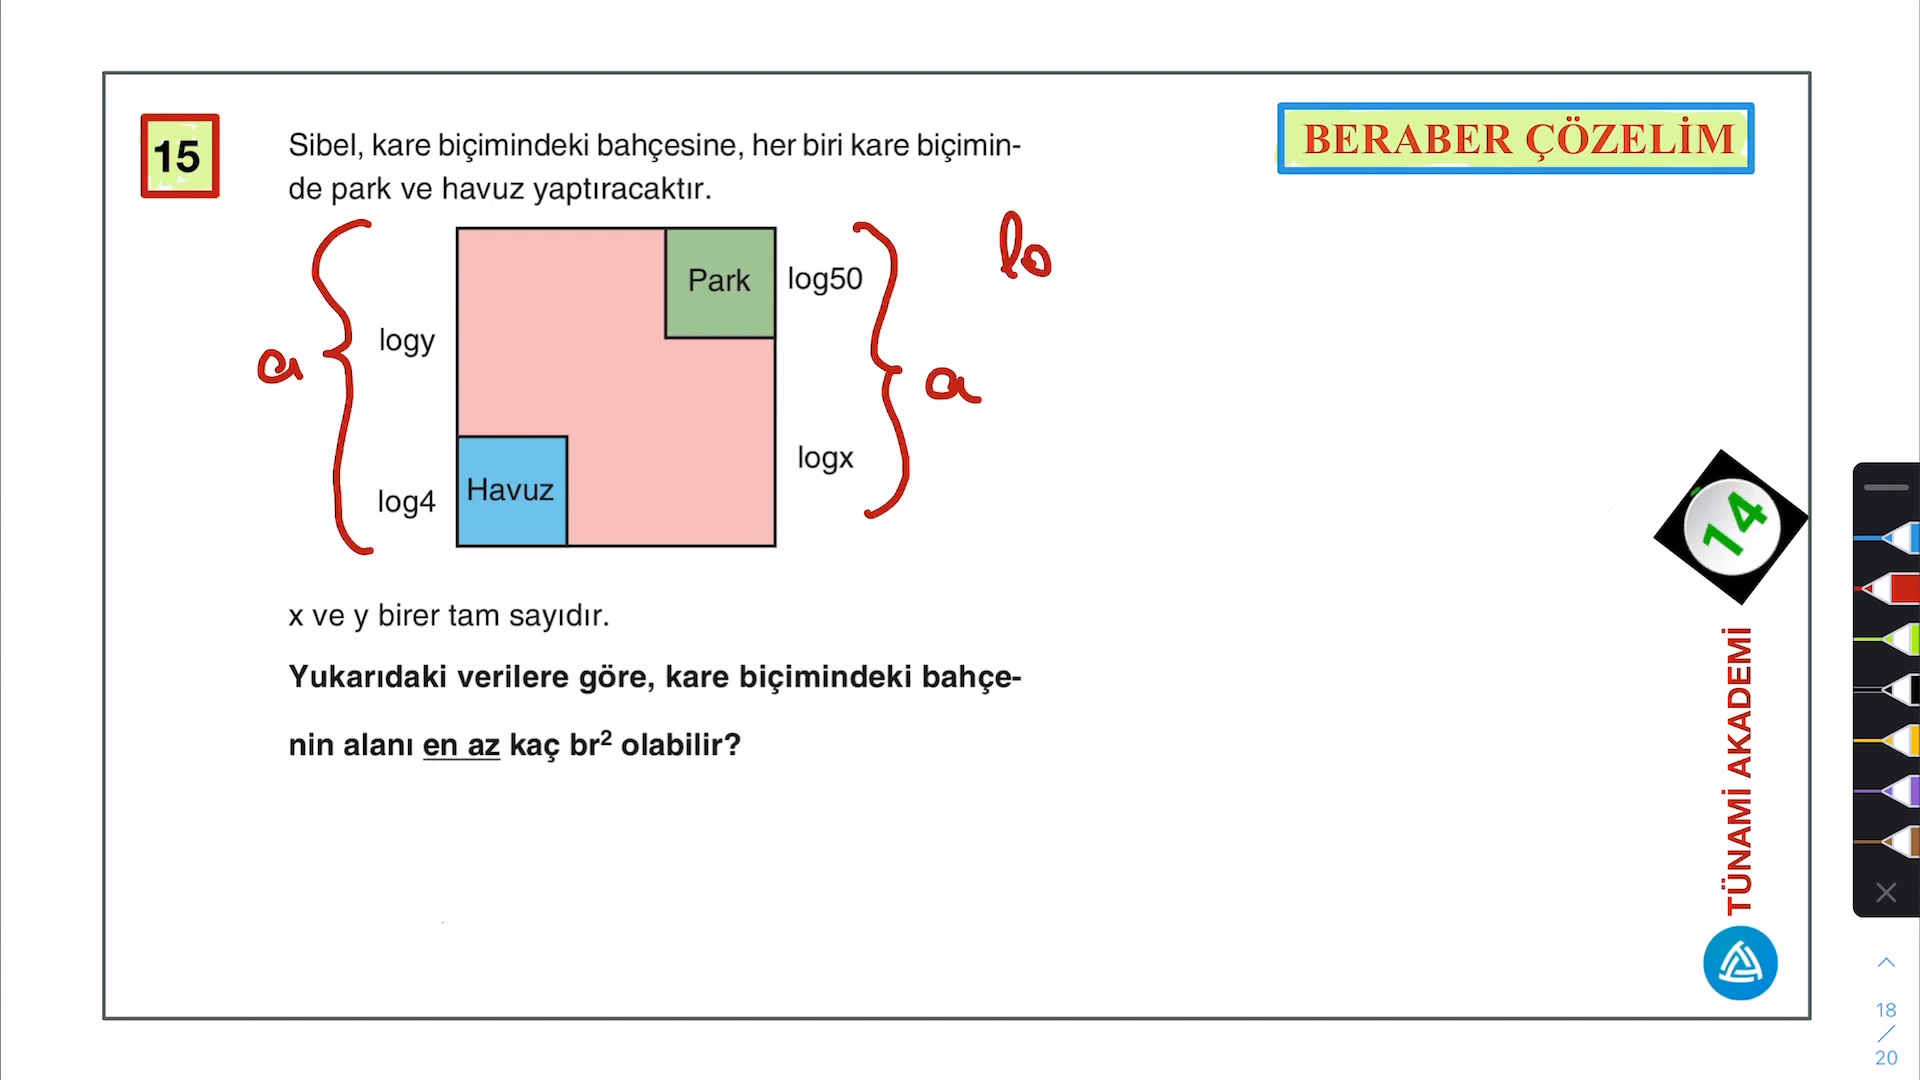 15
BERABER ÇÖZELİM
Sibel, kare biçimindeki bahçesine, her biri kare biçimin-
de park ve havuz yaptıracaktır.
Park
log50
lo
logy
a
a
logx
log4
Havuz
14
x ve y birer tam sayıdır.
Yukarıdaki verilere göre, kare biçimindeki bahçe-
nin alanı en az kaç br² olabilir?
TÜNAMİ AKADEMİ
18
/
20